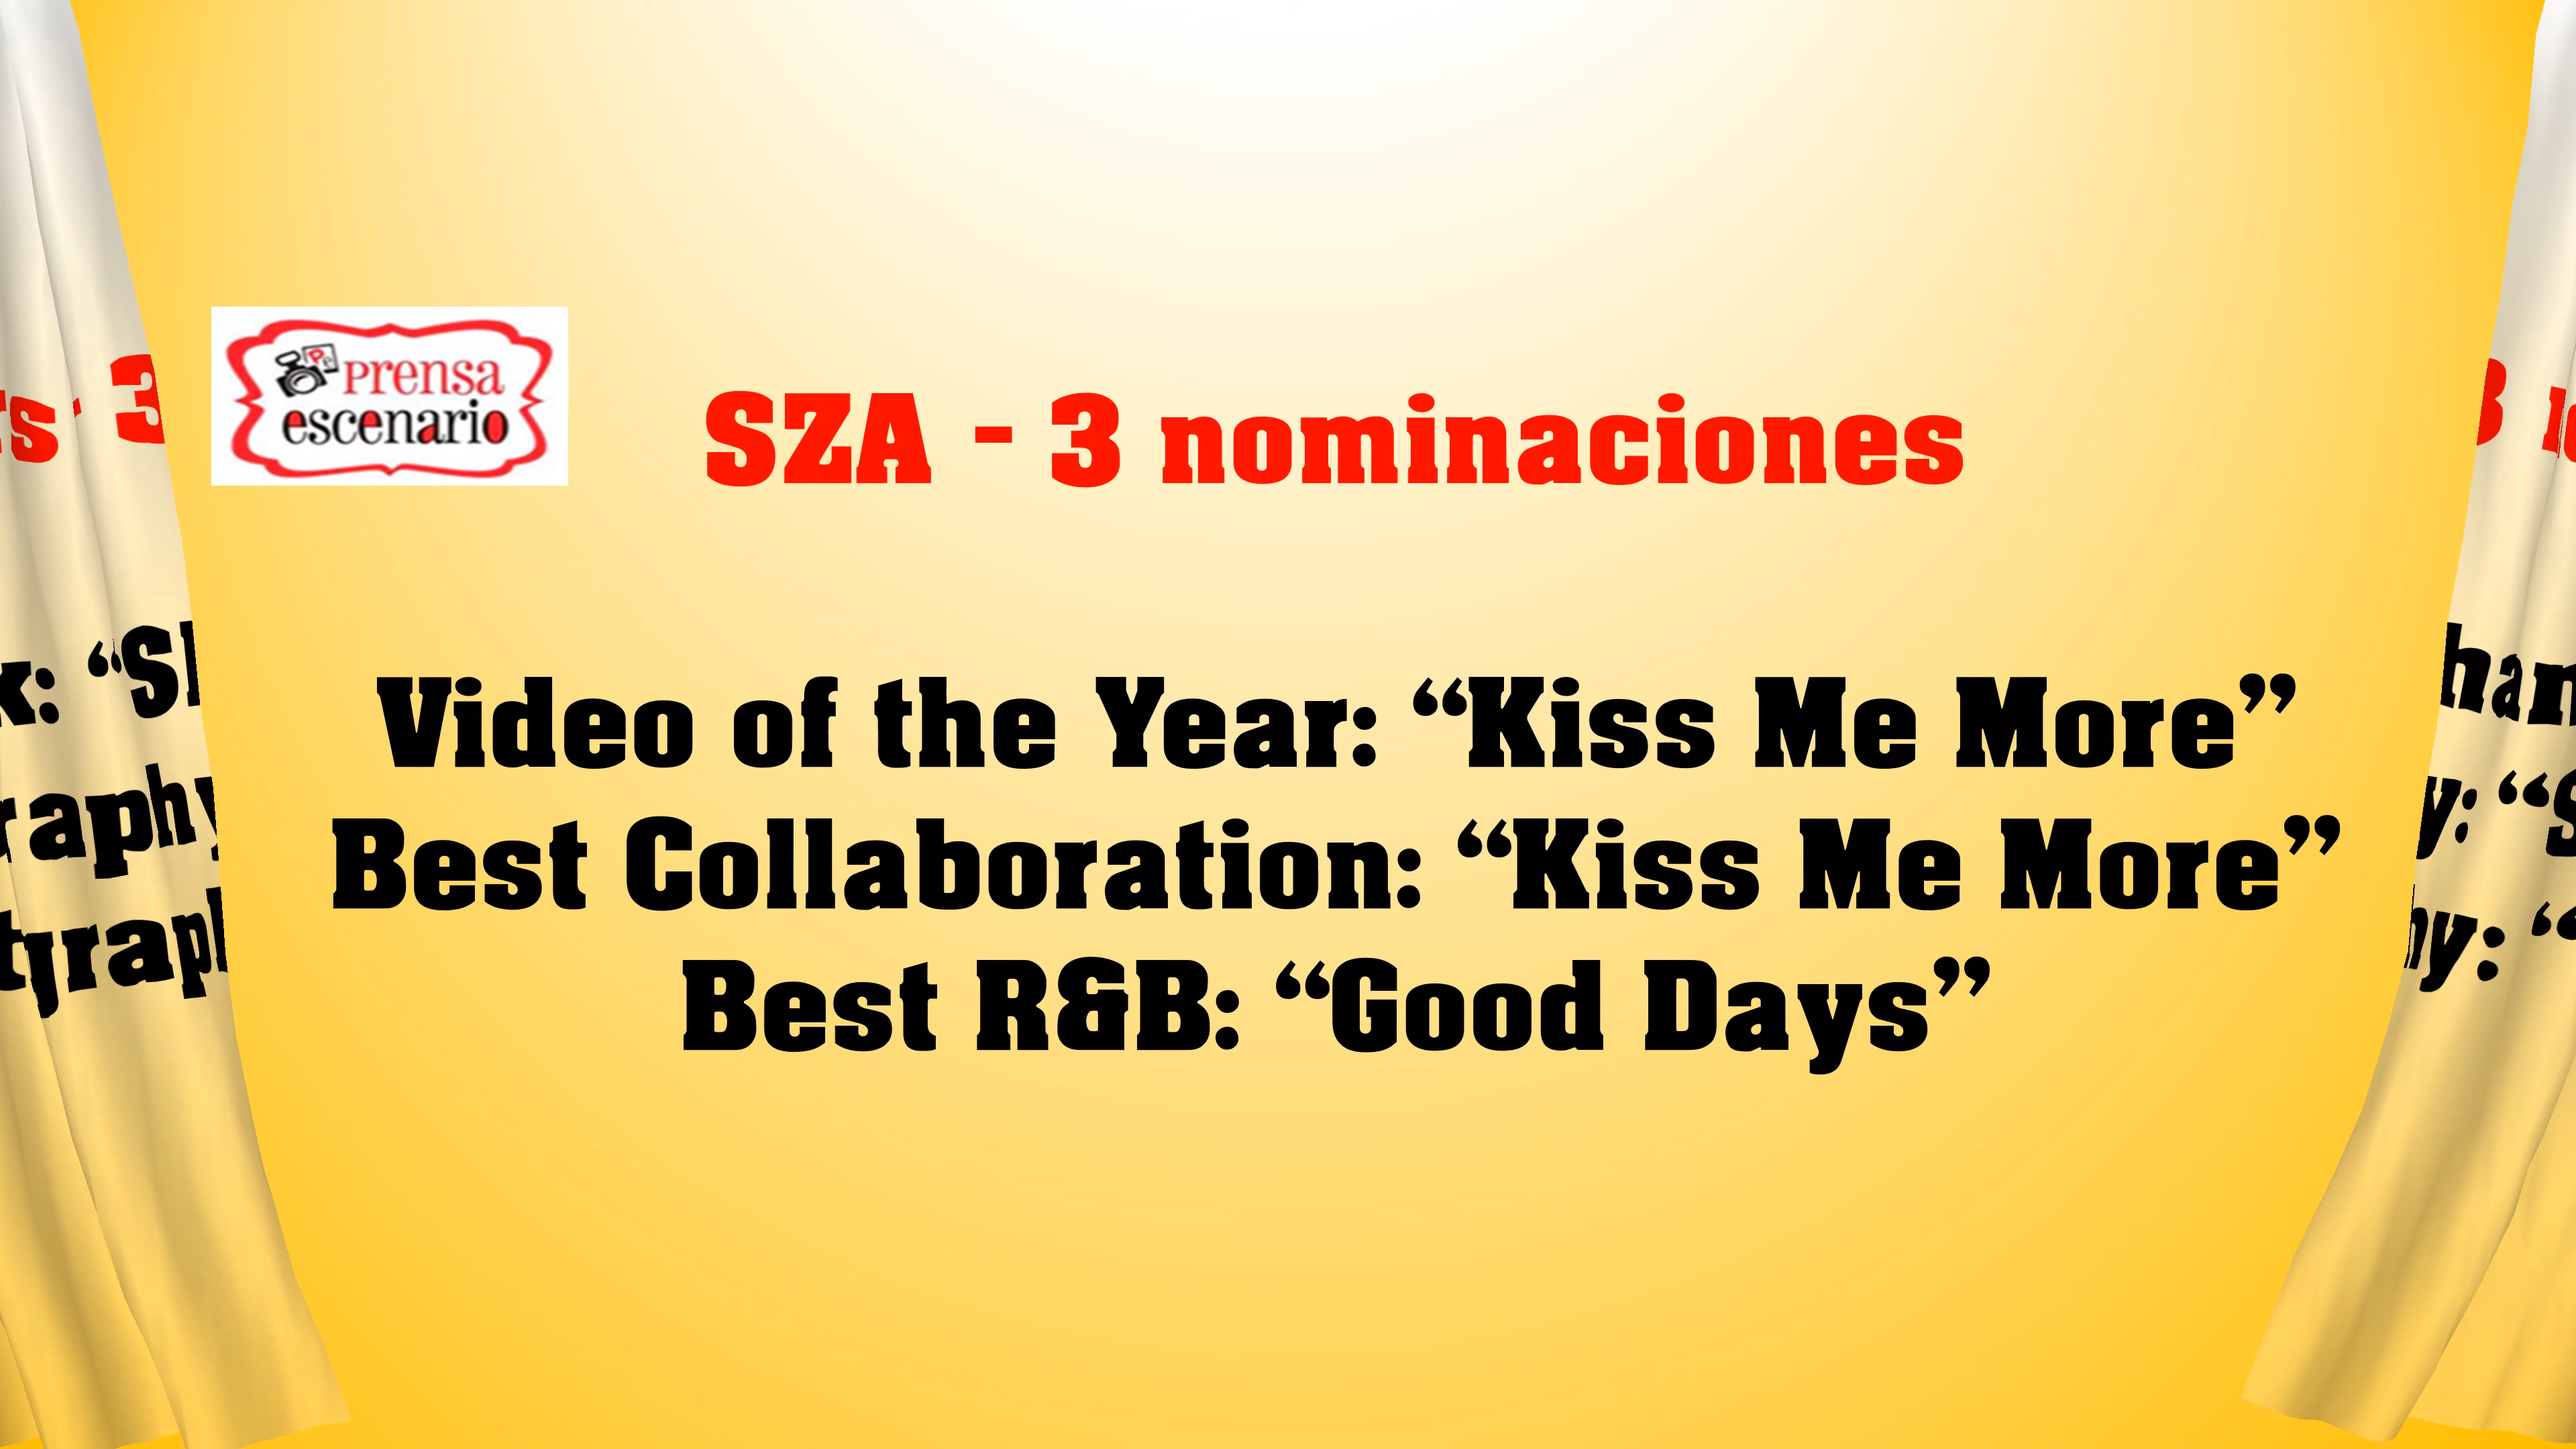 prensa
escenario
SZA - 3 nominaciones
Video of the Year: “Kiss Me More”
Best Collaboration: “Kiss Me More”
Best R&B: “Good Days”